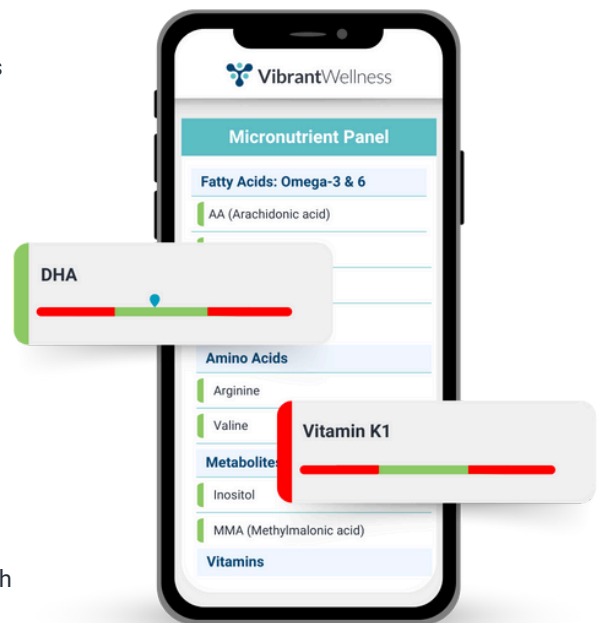 s
VibrantWellness
Micronutrient Panel
Fatty Acids: Omega-3 & 6
AA (Arachidonic acid)
DHA
Amino Acids
Arginine
Valine
Vitamin K1
Metabolites
Inositol
MMA (Methylmalonic acid)
Vitamins
h